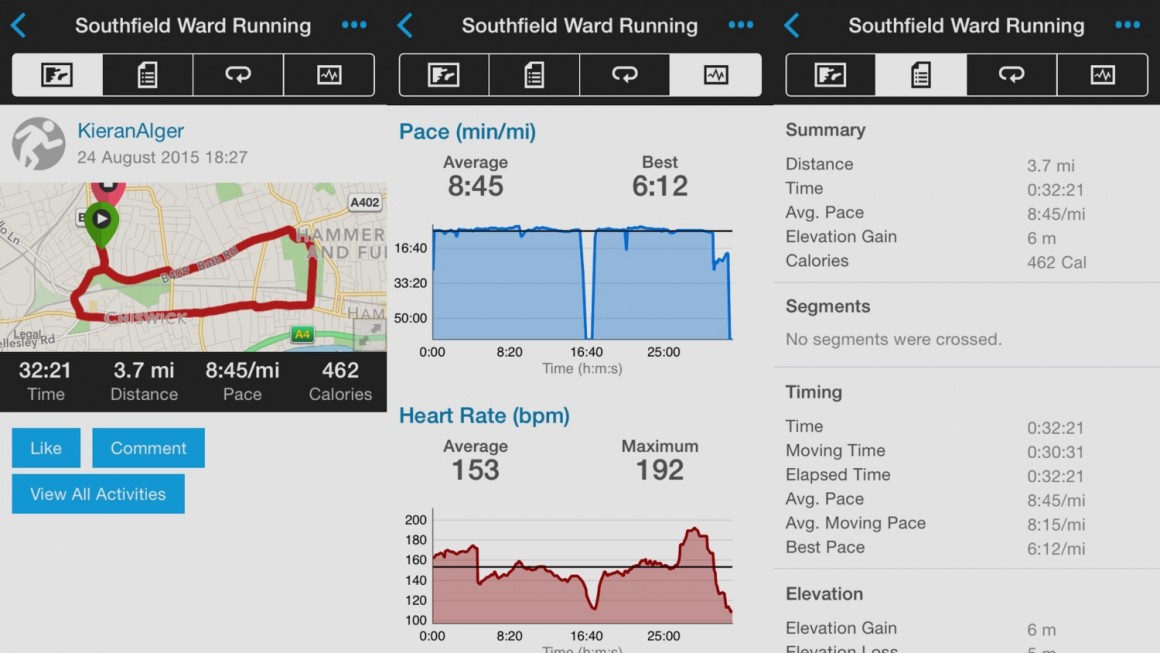 Southfield Ward Running
KieranAlger
24 August 2015 18:27
A402
HAMMER
AND FU
B409 Bath Rd
CHISWICK
HAM
Legal
A4
32:21 3.7 mi 8:45/mi 462
Time Distance Pace Calories
Like Comment
View All Activities
Southfield Ward Running
Pace (min/mi)
Average Best
8:45 6:12
16:40
33:20
50:00
0:00 8:20 16:40 25:00
Time (h:m:s)
Heart Rate (bpm)
Average Maximum
153 192
200
180
160
140
120
100
0:00 8:20 16:40 25:00
Time (h:m:s)
Southfield Ward Running
Summary
Distance 3.7 mi
Time 0:32:21
Avg. Pace 8:45/mi
Elevation Gain 6 m
Calories 462 Cal
Segments
No segments were crossed.
Timing
Time 0:32:21
Moving Time 0:30:31
Elapsed Time 0:32:21
Avg. Pace 8:45/mi
Avg. Moving Pace 8:15/mi
Best Pace 6:12/mi
Elevation
Elevation Gain 6 m
Elevation Loss 5 m